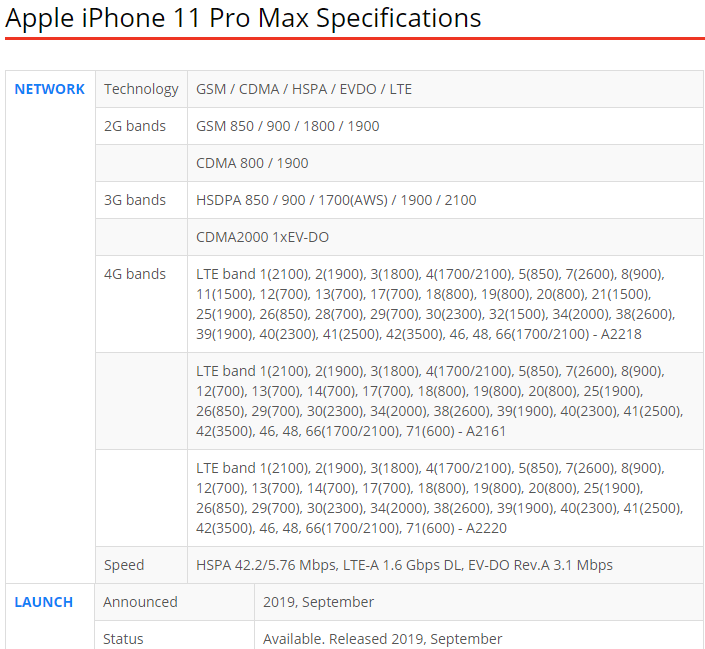 Apple iPhone 11 Pro Max Specifications
NETWORK Technology GSM / CDMA / HSPA / EVDO / LTE
2G bands GSM 850 / 900 / 1800 / 1900
CDMA 800 / 1900
3G bands HSDPA 850 / 900 / 1700(AWS) / 1900 / 2100
CDMA2000 1xEV-DO
4G bands LTE band 1(2100), 2(1900), 3(1800), 4(1700/2100), 5(850), 7(2600), 8(900),
11(1500), 12(700), 13(700), 17(700), 18(800), 19(800), 20(800), 21(1500),
25(1900), 26(850), 28(700), 29(700), 30(2300), 32(1500), 34(2000), 38(2600),
39(1900), 40(2300), 41(2500), 42(3500), 46, 48, 66(1700/2100) - A2218
LTE band 1(2100), 2(1900), 3(1800), 4(1700/2100), 5(850), 7(2600), 8(900),
12(700), 13(700), 14(700), 17(700), 18(800), 19(800), 20(800), 25(1900),
26(850), 29(700), 30(2300), 34(2000), 38(2600), 39(1900), 40(2300), 41(2500),
42(3500), 46, 48, 66(1700/2100), 71(600) - A2161
LTE band 1(2100), 2(1900), 3(1800), 4(1700/2100), 5(850), 7(2600), 8(900),
12(700), 13(700), 14(700), 17(700), 18(800), 19(800), 20(800), 25(1900),
26(850), 29(700), 30(2300), 34(2000), 38(2600), 39(1900), 40(2300), 41(2500),
42(3500), 46, 48, 66(1700/2100), 71(600) - A2220
Speed HSPA 42.2/5.76 Mbps, LTE-A 1.6 Gbps DL, EV-DO Rev.A 3.1 Mbps
LAUNCH Announced 2019, September
Status Available. Released 2019, September